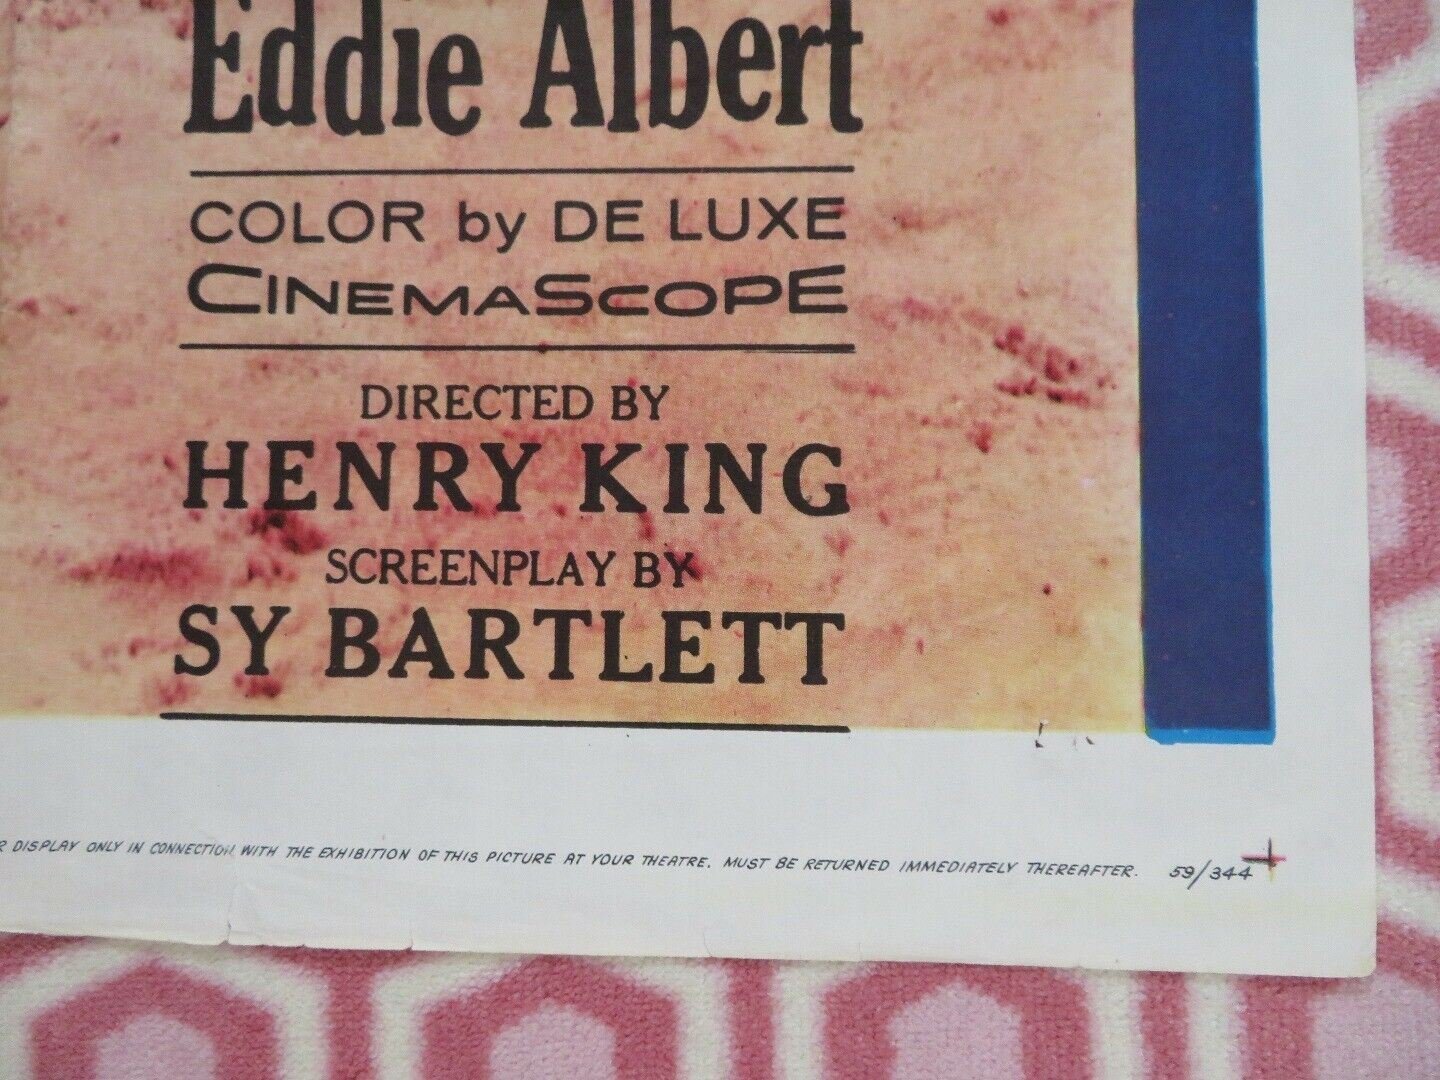 Eddie Albert
COLOR by DE LUXE
CINEMASCOPE
DIRECTED BY
HENRY KING
SCREENPLAY BY
SY BARTLETT
DISPLAY ONLY IN CONNECTION WITH THE EXHIBITION OF THIS PICTURE AT YOUR THEATRE. MUST BE RETURNED IMMEDIATELY THEREAFTER. 59/344